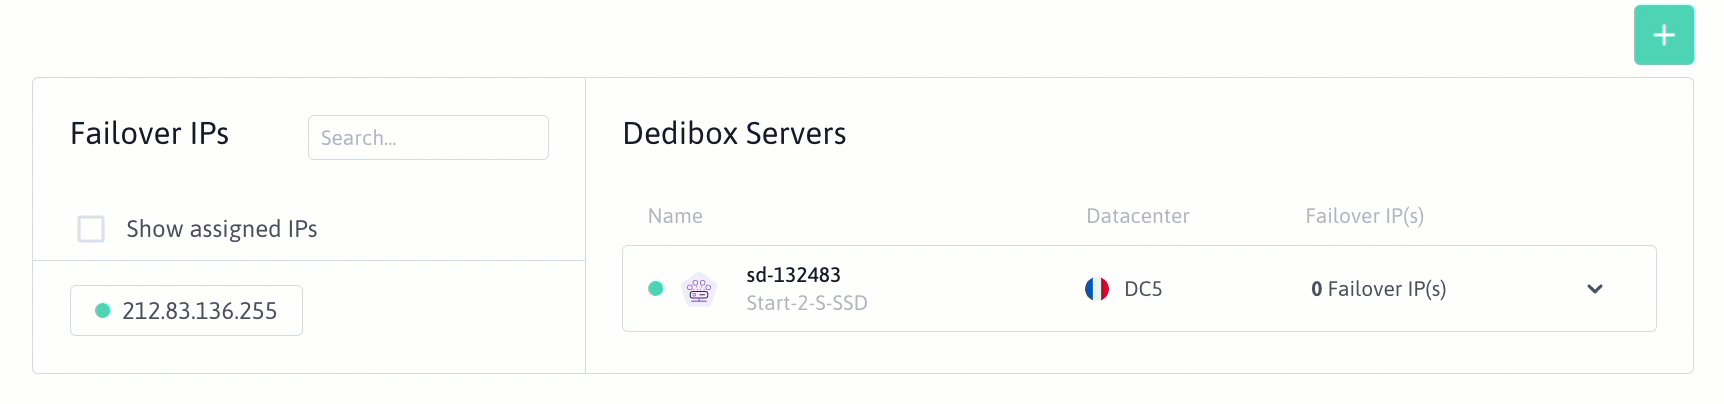 Failover IPs
Search...
Show assigned IPs
212.83.136.255
Dedibox Servers
Name Datacenter Failover IP(s)
sd-132483
Start-2-S-SSD
DC5
0 Failover IP(s)